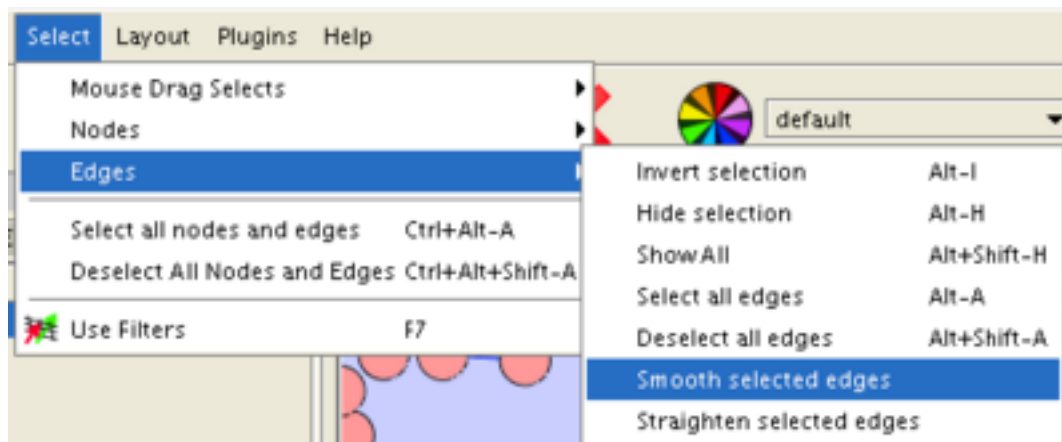 Select Layout Plugins Help
Mouse Drag Selects
Nodes
Edges
Select all nodes and edges Ctrl+Alt-A
Deselect All Nodes and Edges Ctrl+Alt+Shift-A
Use Filters F7
default
Invert selection Alt-I
Hide selection Alt-H
Show All Alt+Shift-H
Select all edges Alt-A
Deselect all edges Alt+Shift-A
Smooth selected edges
Straighten selected edges